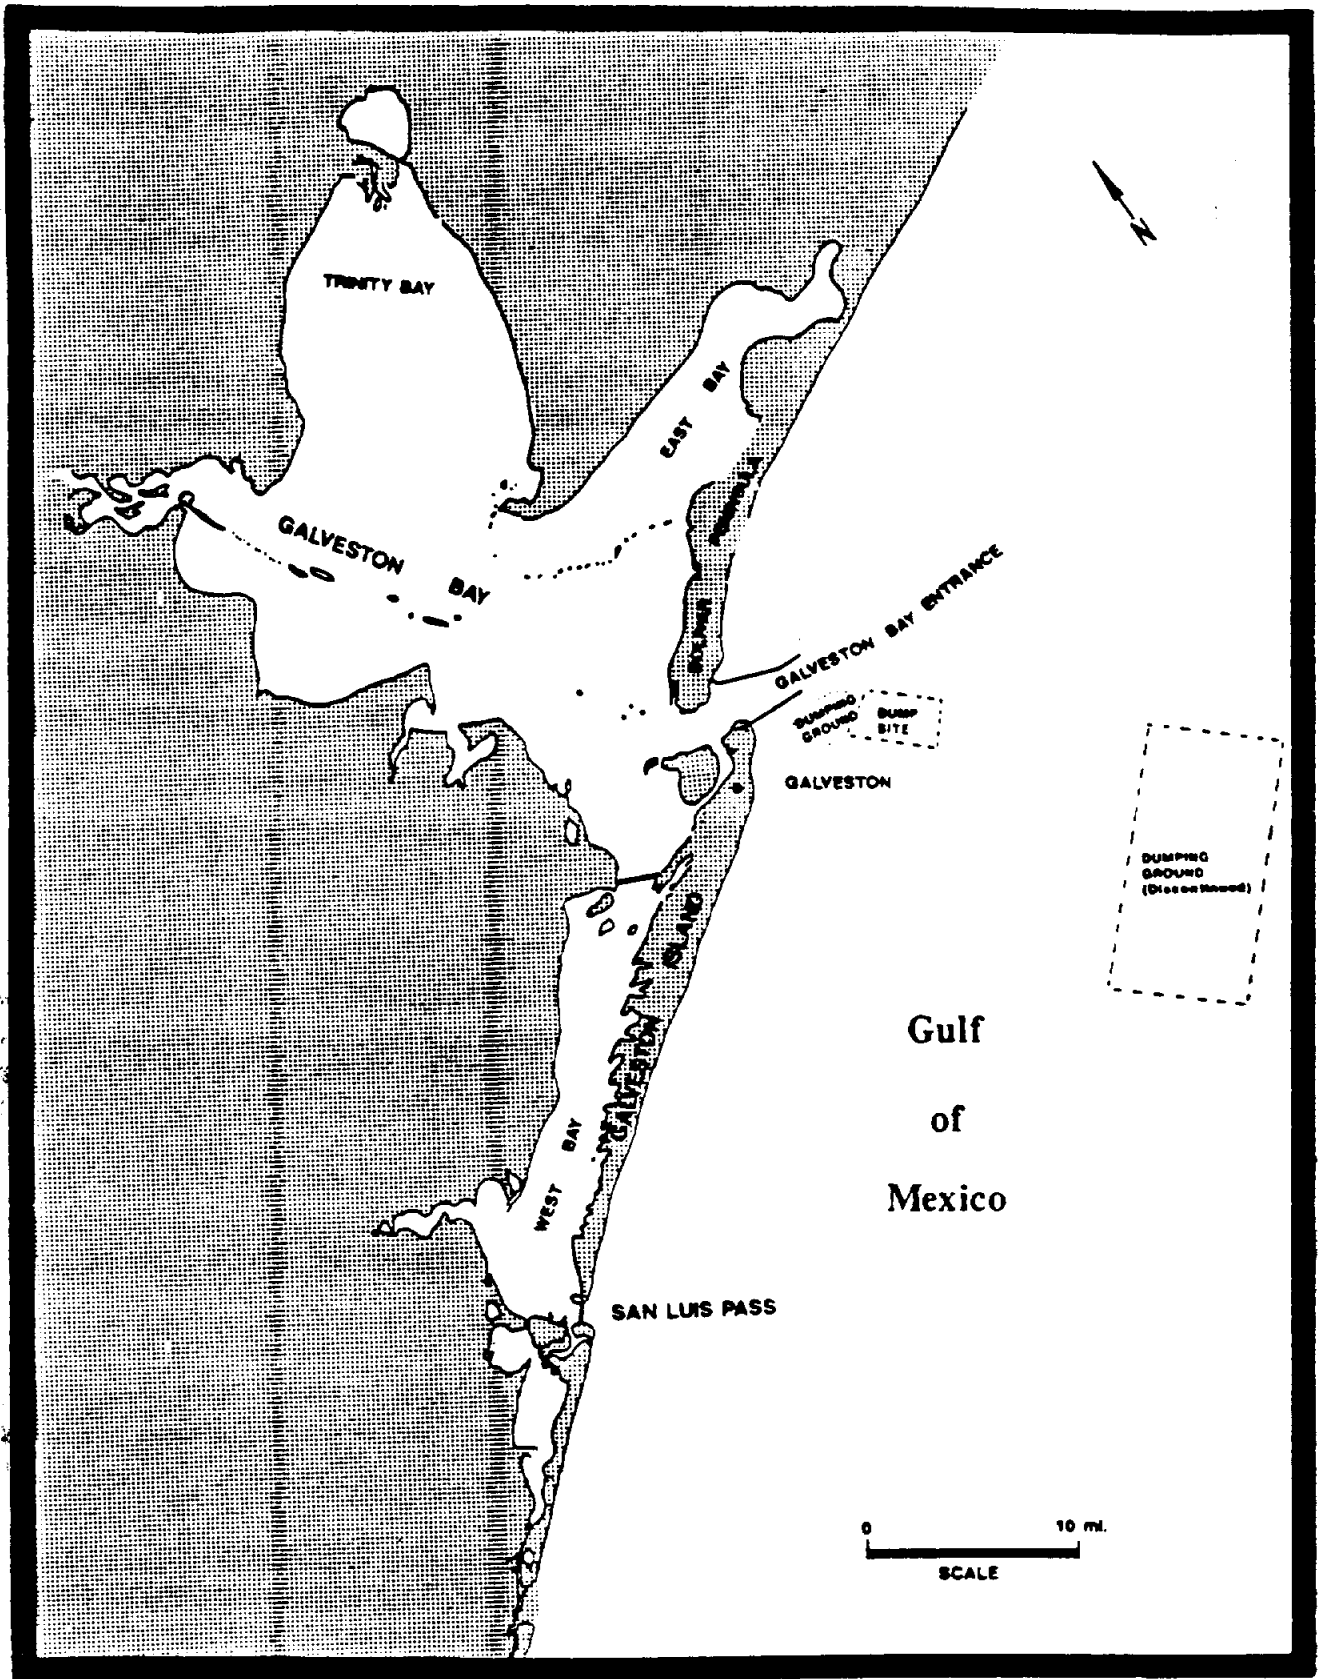 N
TRINITY BAY
EAST BAY
PENINSULA
BOLIVAR
GALVESTON BAY
GALVESTON BAY ENTRANCE
DUMPING
GROUND
DUMP
SITE
GALVESTON
DUMPING
GROUND
(Discontinued)
ISLAND
GALVESTON
Gulf
of
Mexico
WEST BAY
SAN LUIS PASS
0 10 mi.
SCALE